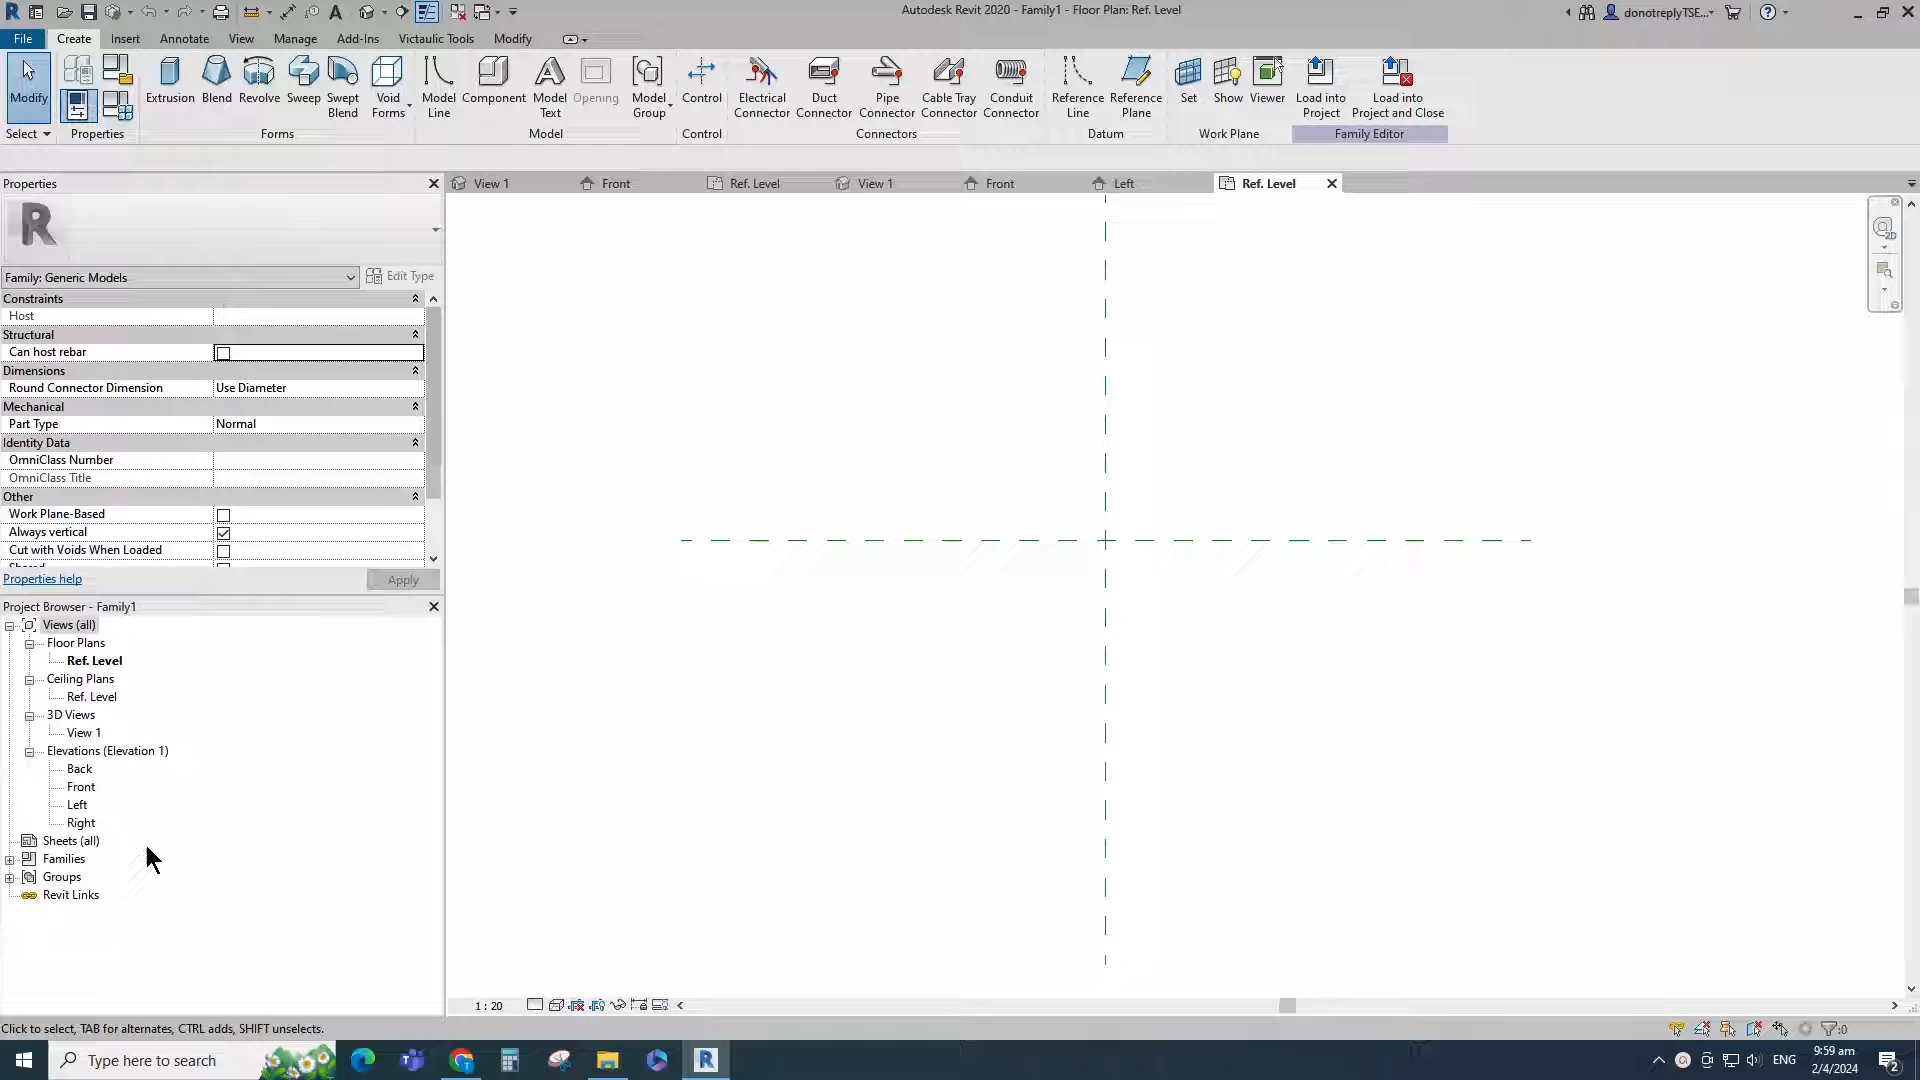 Autodesk Revit 2020 - Family1 - Floor Plan: Ref. Level
donotreplyTSE...
File Create Insert Annotate View Manage Add-Ins Victaulic Tools Modify
Modify
Extrusion
Blend
Revolve
Sweep
Swept Blend
Void Forms
Model Line
Component
Model Text
Opening
Model Group
Control
Electrical Connector
Duct Connector
Pipe Connector
Cable Tray Connector
Conduit Connector
Reference Line
Reference Plane
Set
Show
Viewer
Load into Project
Load into Project and Close
Select Properties Forms Model Control Connectors Datum Work Plane Family Editor
Properties
View 1 Front Ref. Level View 1 Front Left Ref. Level
2D
Family: Generic Models Edit Type
Constraints
Host
Structural
Can host rebar
Dimensions
Round Connector Dimension Use Diameter
Mechanical
Part Type Normal
Identity Data
OmniClass Number
OmniClass Title
Other
Work Plane-Based
Always vertical
Cut with Voids When Loaded
Properties help Apply
Project Browser - Family1
Views (all)
Floor Plans
Ref. Level
Ceiling Plans
Ref. Level
3D Views
View 1
Elevations (Elevation 1)
Back
Front
Left
Right
Sheets (all)
Families
Groups
Revit Links
1 : 20
Click to select, TAB for alternates, CTRL adds, SHIFT unselects.
:0
Type here to search
ENG
9:59 am
2/4/2024
2